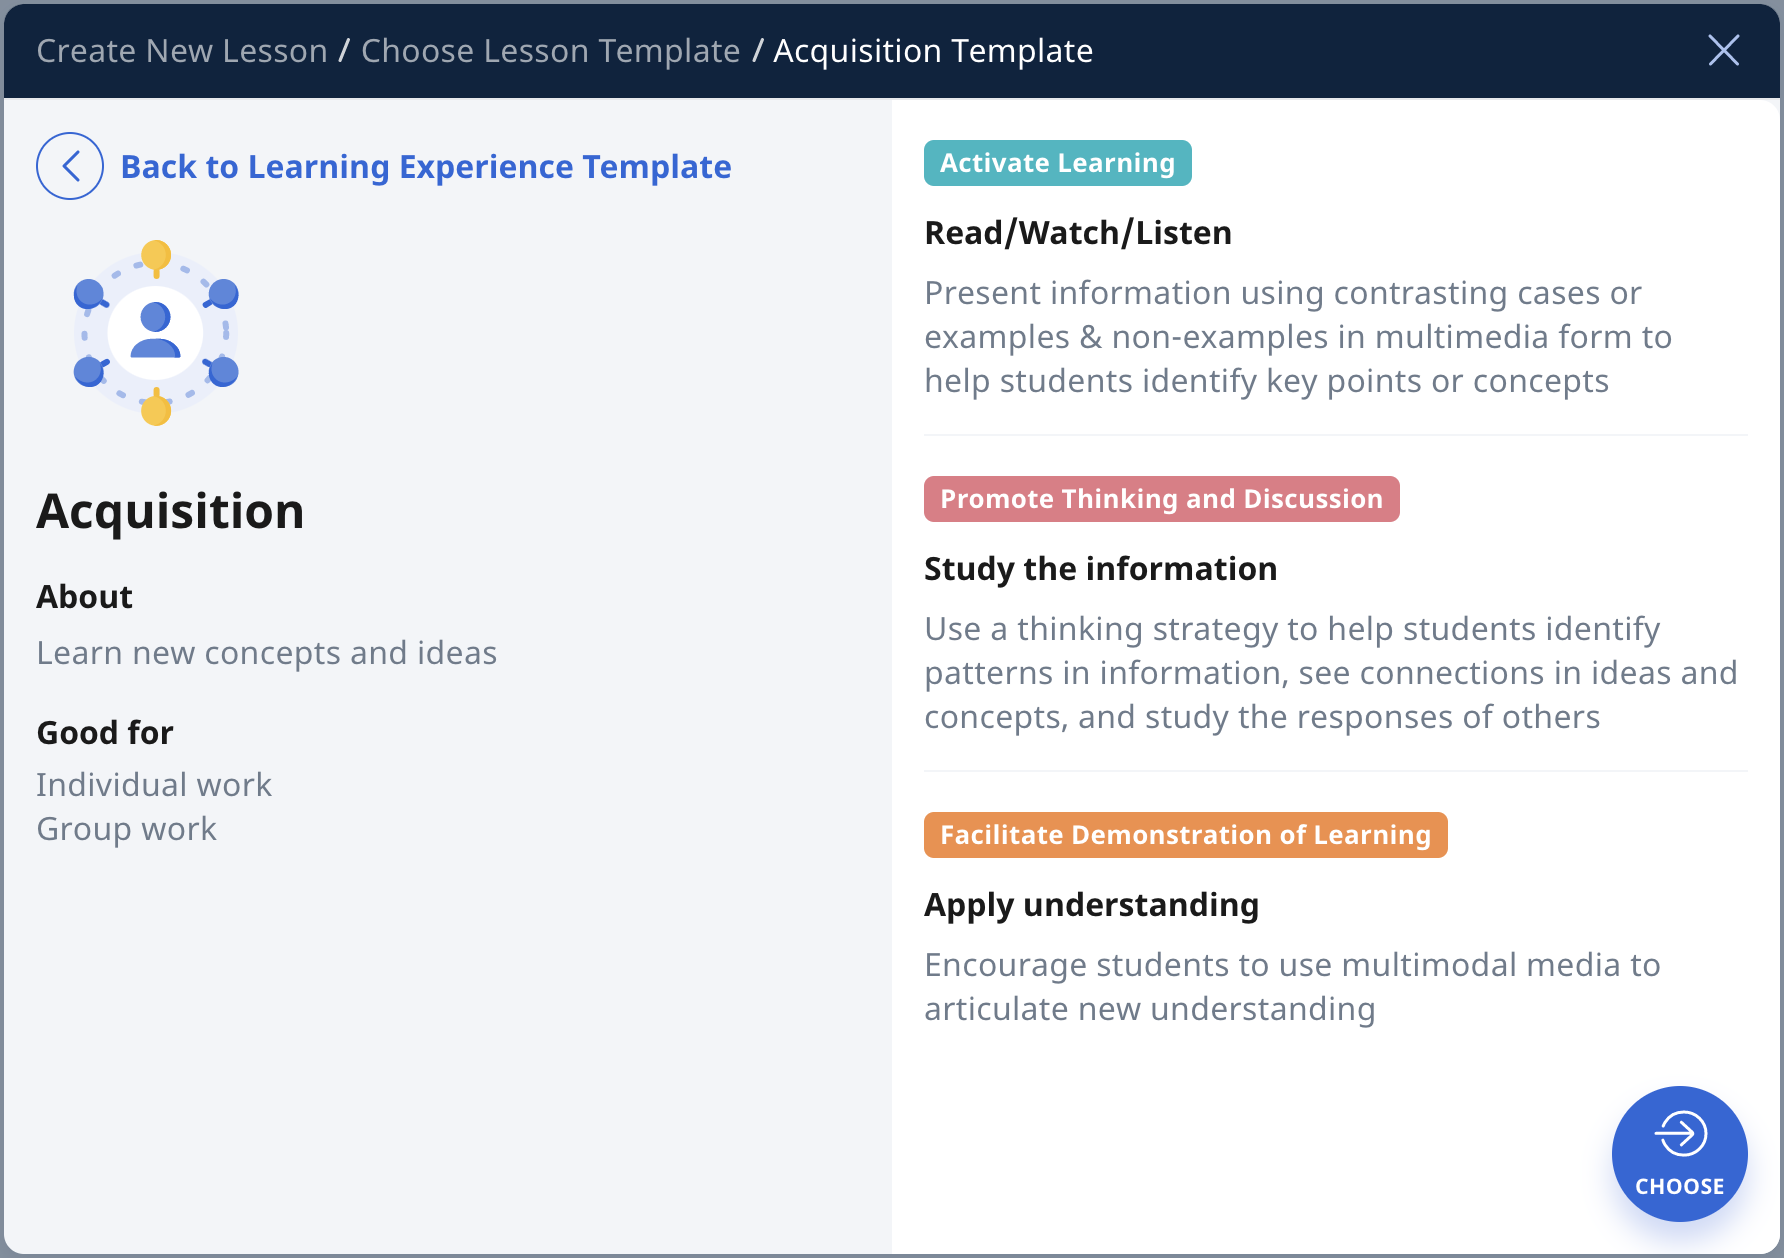 Create New Lesson / Choose Lesson Template / Acquisition Template
Back to Learning Experience Template
Acquisition
About
Learn new concepts and ideas
Good for
Individual work
Group work
Activate Learning
Read/Watch/Listen
Present information using contrasting cases or
examples & non-examples in multimedia form to
help students identify key points or concepts
Promote Thinking and Discussion
Study the information
Use a thinking strategy to help students identify
patterns in information, see connections in ideas and
concepts, and study the responses of others
Facilitate Demonstration of Learning
Apply understanding
Encourage students to use multimodal media to
articulate new understanding
CHOOSE